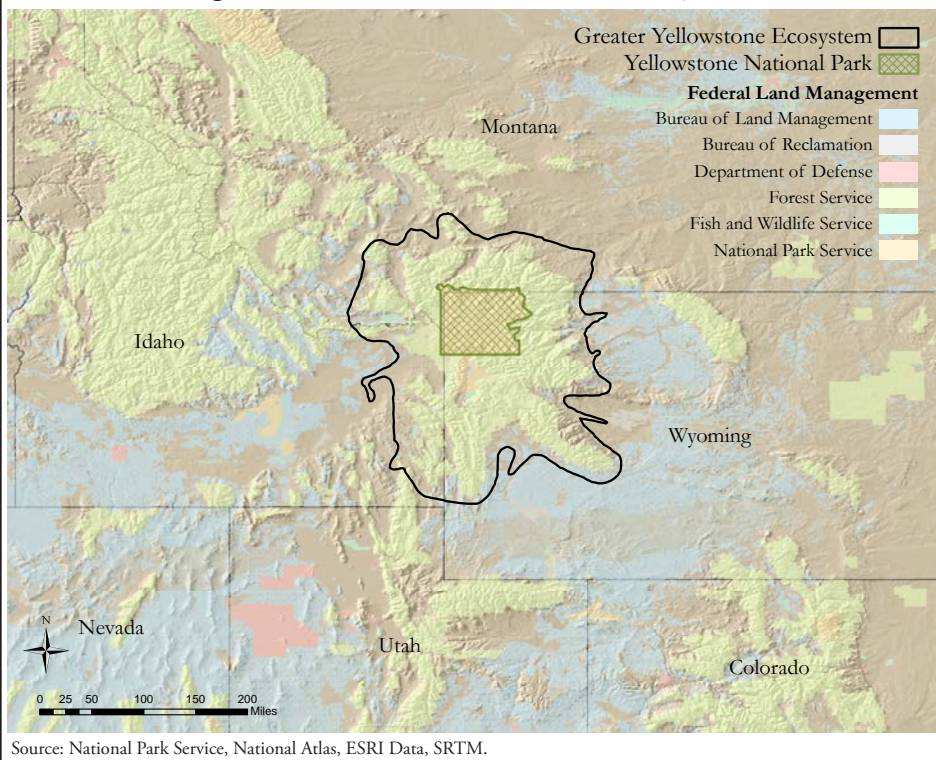 Greater Yellowstone Ecosystem
Yellowstone National Park
Federal Land Management
Bureau of Land Management
Montana
Bureau of Reclamation
Department of Defense
Forest Service
Fish and Wildlife Service
National Park Service
Idaho
Wyoming
N
Nevada
Utah
Colorado
0 25 50 100 150 200
Miles
Source: National Park Service, National Atlas, ESRI Data, SRTM.